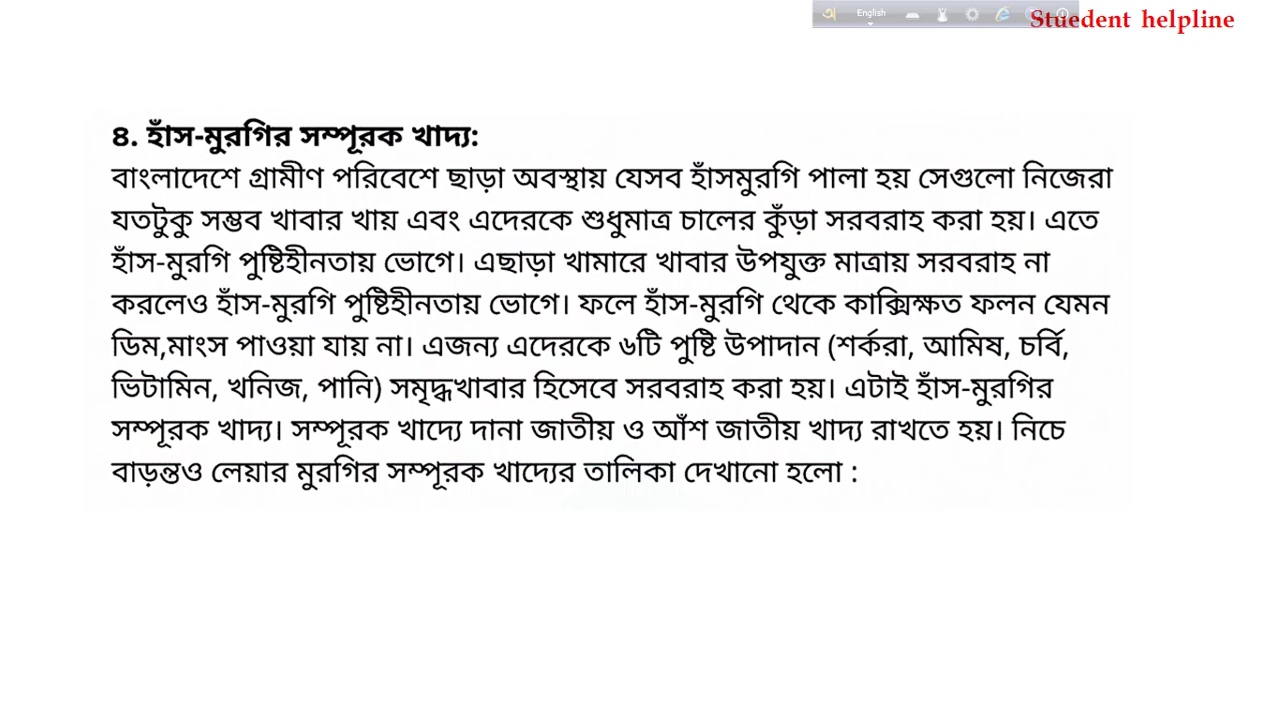 English
Stuedent helpline
৪. হাঁস-মুরগির সম্পূরক খাদ্য:
বাংলাদেশে গ্রামীণ পরিবেশে ছাড়া অবস্থায় যেসব হাঁসমুরগি পালা হয় সেগুলো নিজেরা
যতটুকু সম্ভব খাবার খায় এবং এদেরকে শুধুমাত্র চালের কুঁড়া সরবরাহ করা হয়। এতে
হাঁস-মুরগি পুষ্টিহীনতায় ভোগে। এছাড়া খামারে খাবার উপযুক্ত মাত্রায় সরবরাহ না
করলেও হাঁস-মুরগি পুষ্টিহীনতায় ভোগে। ফলে হাঁস-মুরগি থেকে কাক্সিক্ষত ফলন যেমন
ডিম,মাংস পাওয়া যায় না। এজন্য এদেরকে ৬টি পুষ্টি উপাদান (শর্করা, আমিষ, চর্বি,
ভিটামিন, খনিজ, পানি) সমৃদ্ধখাবার হিসেবে সরবরাহ করা হয়। এটাই হাঁস-মুরগির
সম্পূরক খাদ্য। সম্পূরক খাদ্যে দানা জাতীয় ও আঁশ জাতীয় খাদ্য রাখতে হয়। নিচে
বাড়ন্তও লেয়ার মুরগির সম্পূরক খাদ্যের তালিকা দেখানো হলো :